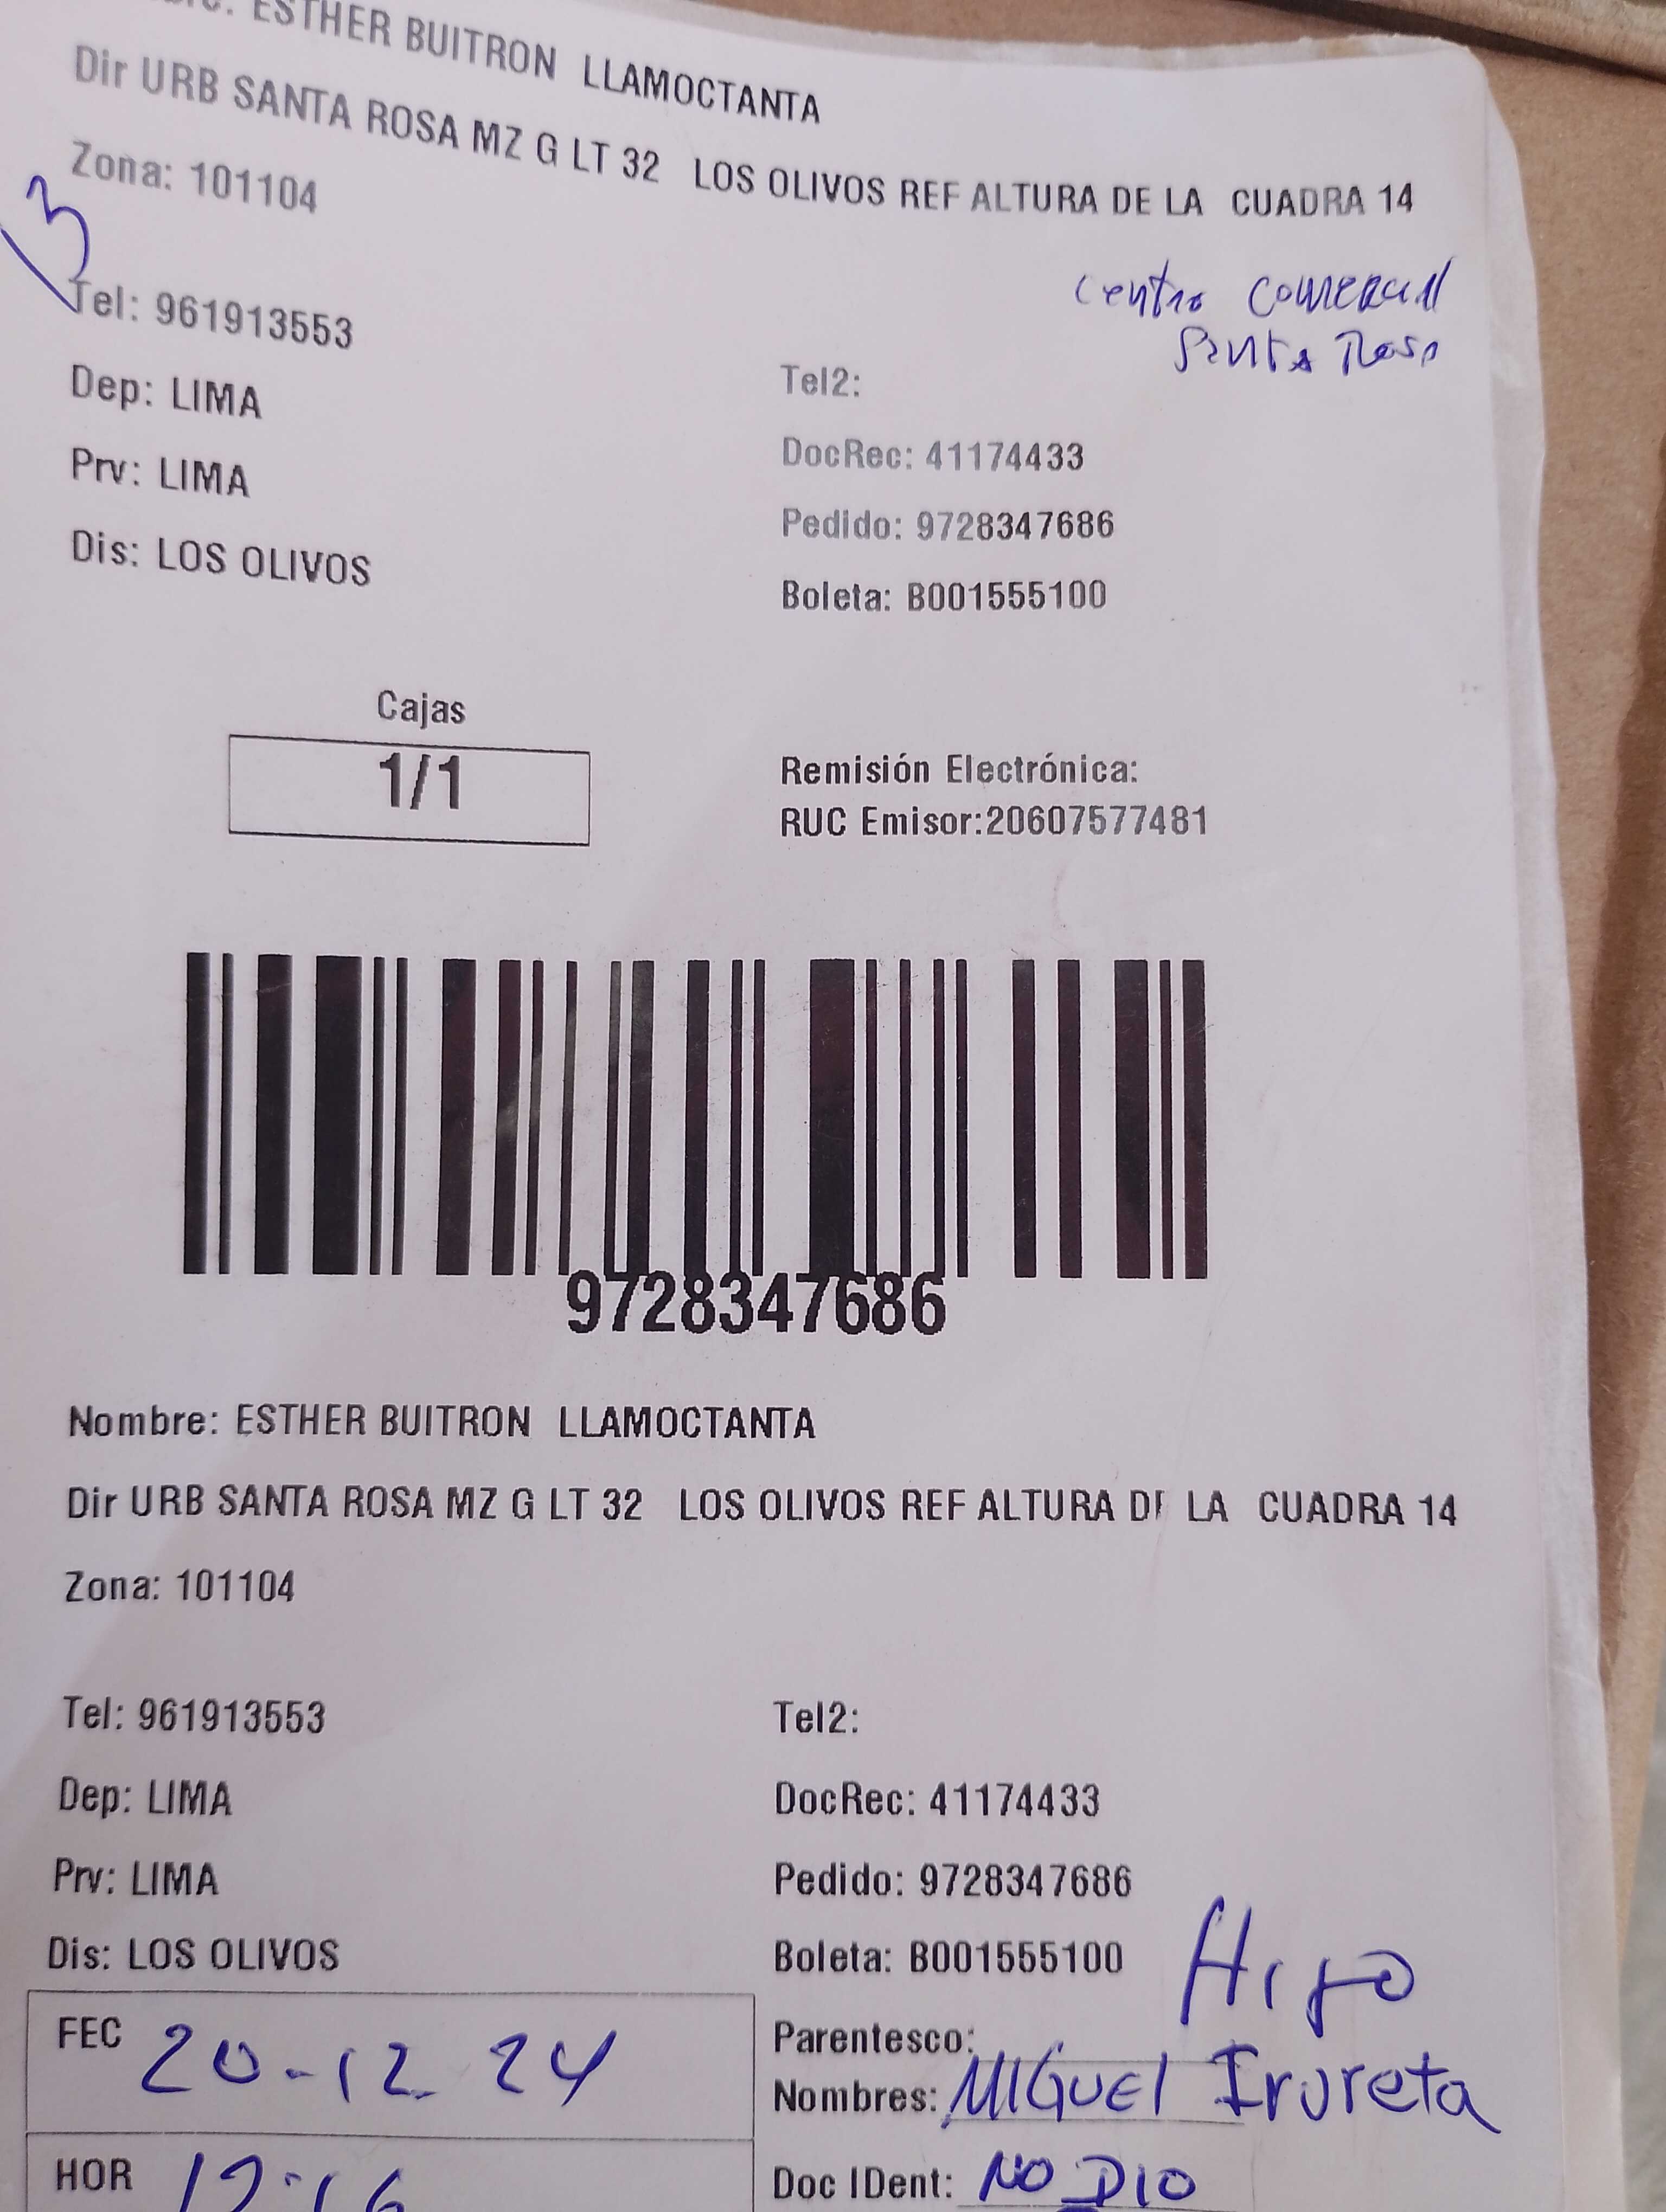 ESTHER BUITRON LLAMOCTANTA
Dir URB SANTA ROSA MZ G LT 32 LOS OLIVOS REF ALTURA DE LA CUADRA 14
Zona: 101104
3
Centro Comercial
Santa Rosa
Tel: 961913553
Tel2:
Dep: LIMA
DocRec: 41174433
Prv: LIMA
Pedido: 9728347686
Dis: LOS OLIVOS
Boleta: B001555100
Cajas
1/1
Remisión Electrónica:
RUC Emisor:20607577481
9728347686
Nombre: ESTHER BUITRON LLAMOCTANTA
Dir URB SANTA ROSA MZ G LT 32 LOS OLIVOS REF ALTURA DE LA CUADRA 14
Zona: 101104
Tel: 961913553
Tel2:
Dep: LIMA
DocRec: 41174433
Prv: LIMA
Pedido: 9728347686
Dis: LOS OLIVOS
Boleta: B001555100
FEC 20-12 24
Parentesco: Hijo
Nombres: MIGUEl Irureta
HOR
Doc IDent: NO DIO